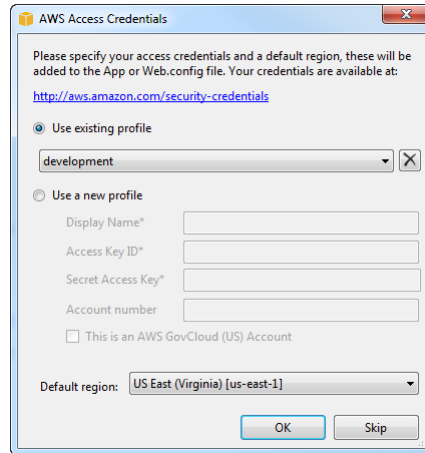 AWS Access Credentials
Please specify your access credentials and a default region, these will be
added to the App or Web.config file. Your credentials are available at:
http://aws.amazon.com/security-credentials
Use existing profile
development
Use a new profile
Display Name*
Access Key ID*
Secret Access Key*
Account number
This is an AWS GovCloud (US) Account
Default region: US East (Virginia) [us-east-1]
OK Skip